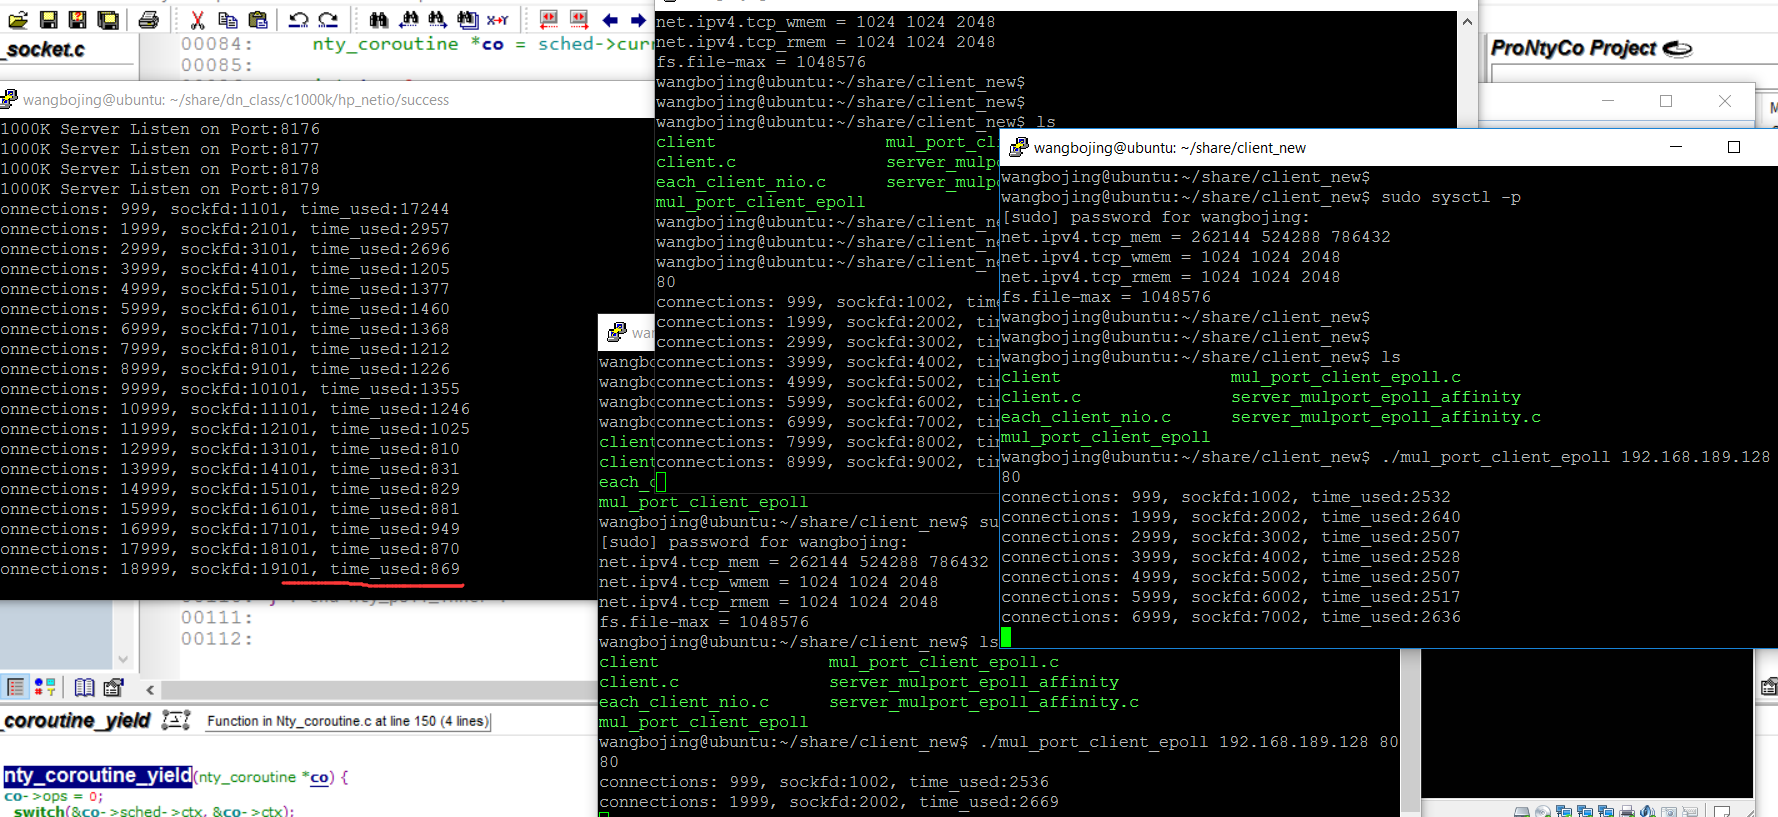 _socket.c
00084:    nty_coroutine *co = sched->curr
00085:
wangbojing@ubuntu: ~/share/dn_class/c1000k/hp_netio/success
1000K Server Listen on Port:8176
1000K Server Listen on Port:8177
1000K Server Listen on Port:8178
1000K Server Listen on Port:8179
onnections: 999, sockfd:1101, time_used:17244
onnections: 1999, sockfd:2101, time_used:2957
onnections: 2999, sockfd:3101, time_used:2696
onnections: 3999, sockfd:4101, time_used:1205
onnections: 4999, sockfd:5101, time_used:1377
onnections: 5999, sockfd:6101, time_used:1460
onnections: 6999, sockfd:7101, time_used:1368
onnections: 7999, sockfd:8101, time_used:1212
onnections: 8999, sockfd:9101, time_used:1226
onnections: 9999, sockfd:10101, time_used:1355
onnections: 10999, sockfd:11101, time_used:1246
onnections: 11999, sockfd:12101, time_used:1025
onnections: 12999, sockfd:13101, time_used:810
onnections: 13999, sockfd:14101, time_used:831
onnections: 14999, sockfd:15101, time_used:829
onnections: 15999, sockfd:16101, time_used:881
onnections: 16999, sockfd:17101, time_used:949
onnections: 17999, sockfd:18101, time_used:870
onnections: 18999, sockfd:19101, time_used:869
00111:
00112:
coroutine_yield
Function in Nty_coroutine.c at line 150 (4 lines)
nty_coroutine_yield(nty_coroutine *co) {
co->ops = 0;
_switch(&co->sched->ctx, &co->ctx);
net.ipv4.tcp_wmem = 1024 1024 2048
net.ipv4.tcp_rmem = 1024 1024 2048
fs.file-max = 1048576
wangbojing@ubuntu:~/share/client_new$
wangbojing@ubuntu:~/share/client_new$
wangbojing@ubuntu:~/share/client_new$ ls
client mul_port_cli
client.c server_mulp
each_client_nio.c server_mulp
mul_port_client_epoll
wangbojing@ubuntu:~/share/client_ne
wangbojing@ubuntu:~/share/client_ne
wangbojing@ubuntu:~/share/client_ne
80
connections: 999, sockfd:1002, time
connections: 1999, sockfd:2002, tim
connections: 2999, sockfd:3002, tim
connections: 3999, sockfd:4002, tim
connections: 4999, sockfd:5002, tim
connections: 5999, sockfd:6002, tim
connections: 6999, sockfd:7002, tim
connections: 7999, sockfd:8002, tim
connections: 8999, sockfd:9002, tim
wan
wangbo
wangbo
wangbo
wangbo
client
client
each_c
mul_port_client_epoll
wangbojing@ubuntu:~/share/client_new$ su
[sudo] password for wangbojing:
net.ipv4.tcp_mem = 262144 524288 786432
net.ipv4.tcp_wmem = 1024 1024 2048
net.ipv4.tcp_rmem = 1024 1024 2048
fs.file-max = 1048576
wangbojing@ubuntu:~/share/client_new$ ls
client mul_port_client_epoll.c
client.c server_mulport_epoll_affinity
each_client_nio.c server_mulport_epoll_affinity.c
mul_port_client_epoll
wangbojing@ubuntu:~/share/client_new$ ./mul_port_client_epoll 192.168.189.128 80
80
connections: 999, sockfd:1002, time_used:2536
connections: 1999, sockfd:2002, time_used:2669
ProNtyCo Project
wangbojing@ubuntu: ~/share/client_new
wangbojing@ubuntu:~/share/client_new$
wangbojing@ubuntu:~/share/client_new$ sudo sysctl -p
[sudo] password for wangbojing:
net.ipv4.tcp_mem = 262144 524288 786432
net.ipv4.tcp_wmem = 1024 1024 2048
net.ipv4.tcp_rmem = 1024 1024 2048
fs.file-max = 1048576
wangbojing@ubuntu:~/share/client_new$
wangbojing@ubuntu:~/share/client_new$
wangbojing@ubuntu:~/share/client_new$ ls
client mul_port_client_epoll.c
client.c server_mulport_epoll_affinity
each_client_nio.c server_mulport_epoll_affinity.c
mul_port_client_epoll
wangbojing@ubuntu:~/share/client_new$ ./mul_port_client_epoll 192.168.189.128
80
connections: 999, sockfd:1002, time_used:2532
connections: 1999, sockfd:2002, time_used:2640
connections: 2999, sockfd:3002, time_used:2507
connections: 3999, sockfd:4002, time_used:2528
connections: 4999, sockfd:5002, time_used:2507
connections: 5999, sockfd:6002, time_used:2517
connections: 6999, sockfd:7002, time_used:2636